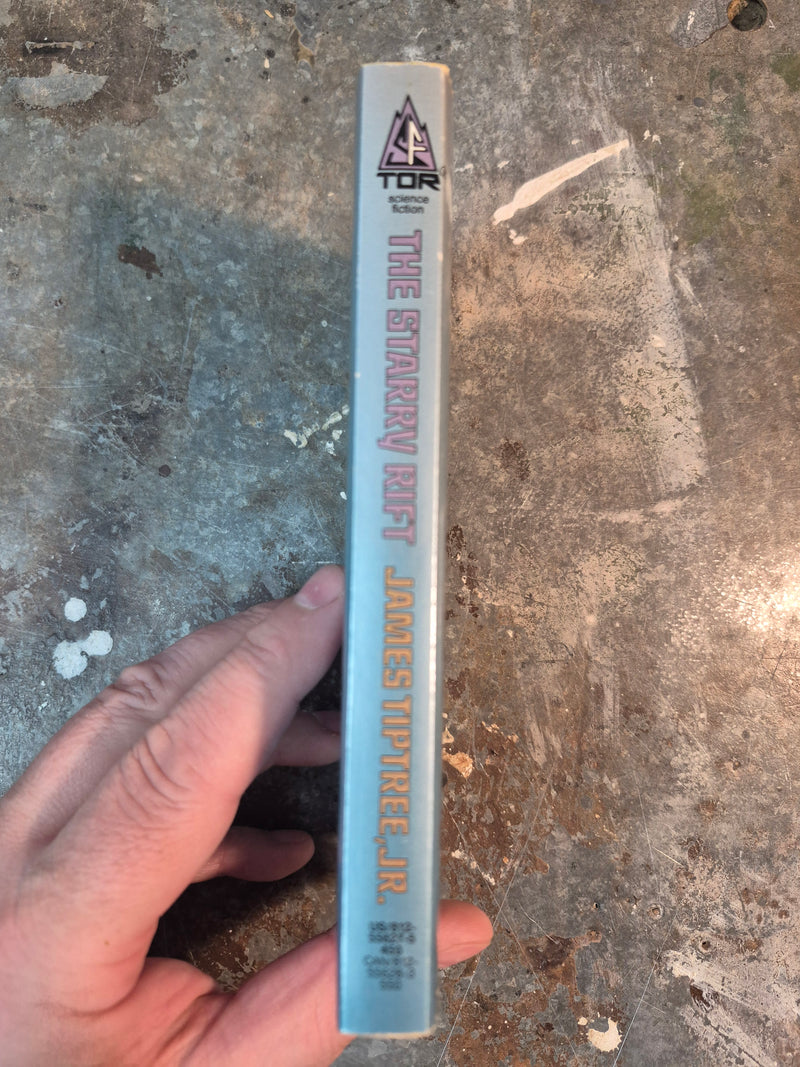 SF
TOR
science
fiction
THE STARRY RIFT
JAMES TIPTREE, JR.